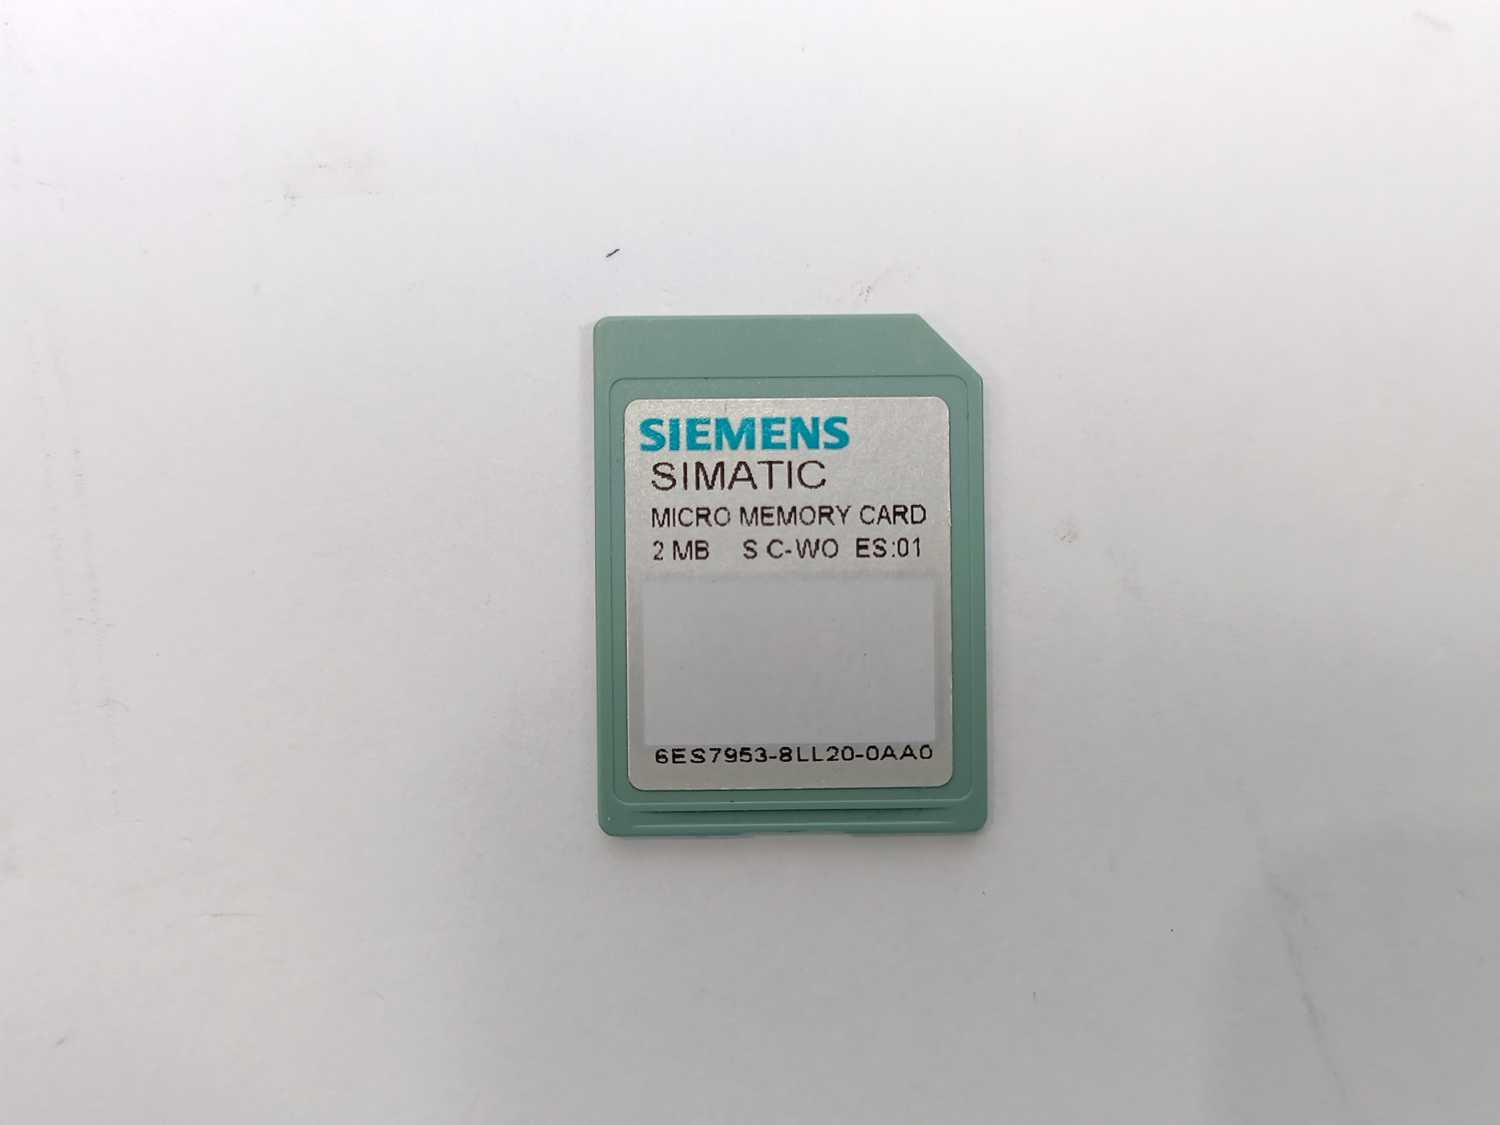 SIEMENS
SIMATIC
MICRO MEMORY CARD
2 MB S C-WO ES:01
6ES7953-8LL20-0AA0